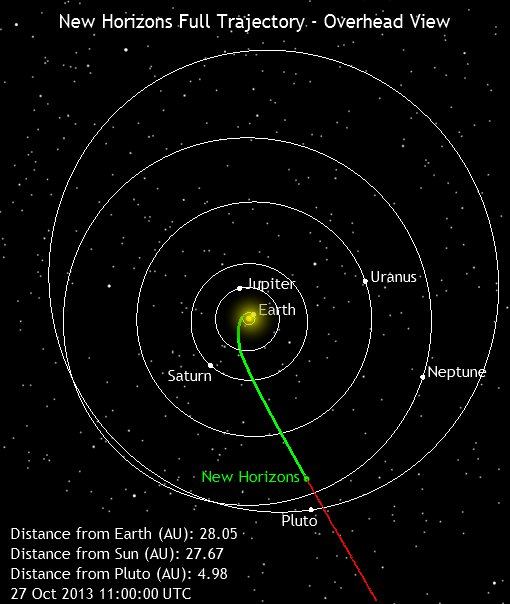 New Horizons Full Trajectory - Overhead View
Jupiter
Uranus
Earth
Neptune
Saturn
New Horizons
Pluto
Distance from Earth (AU): 28.05
Distance from Sun (AU): 27.67
Distance from Pluto (AU): 4.98
27 Oct 2013 11:00:00 UTC